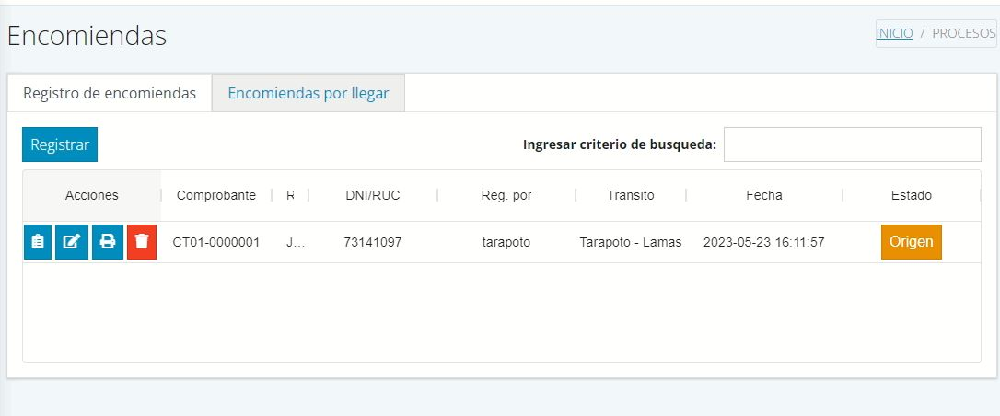 Encomiendas
INICIO / PROCESOS
Registro de encomiendas
Encomiendas por llegar
Registrar
Ingresar criterio de busqueda:
Acciones Comprobante R DNI/RUC Reg. por Transito Fecha Estado
CT01-0000001 J... 73141097 tarapoto Tarapoto - Lamas 2023-05-23 16:11:57 Origen